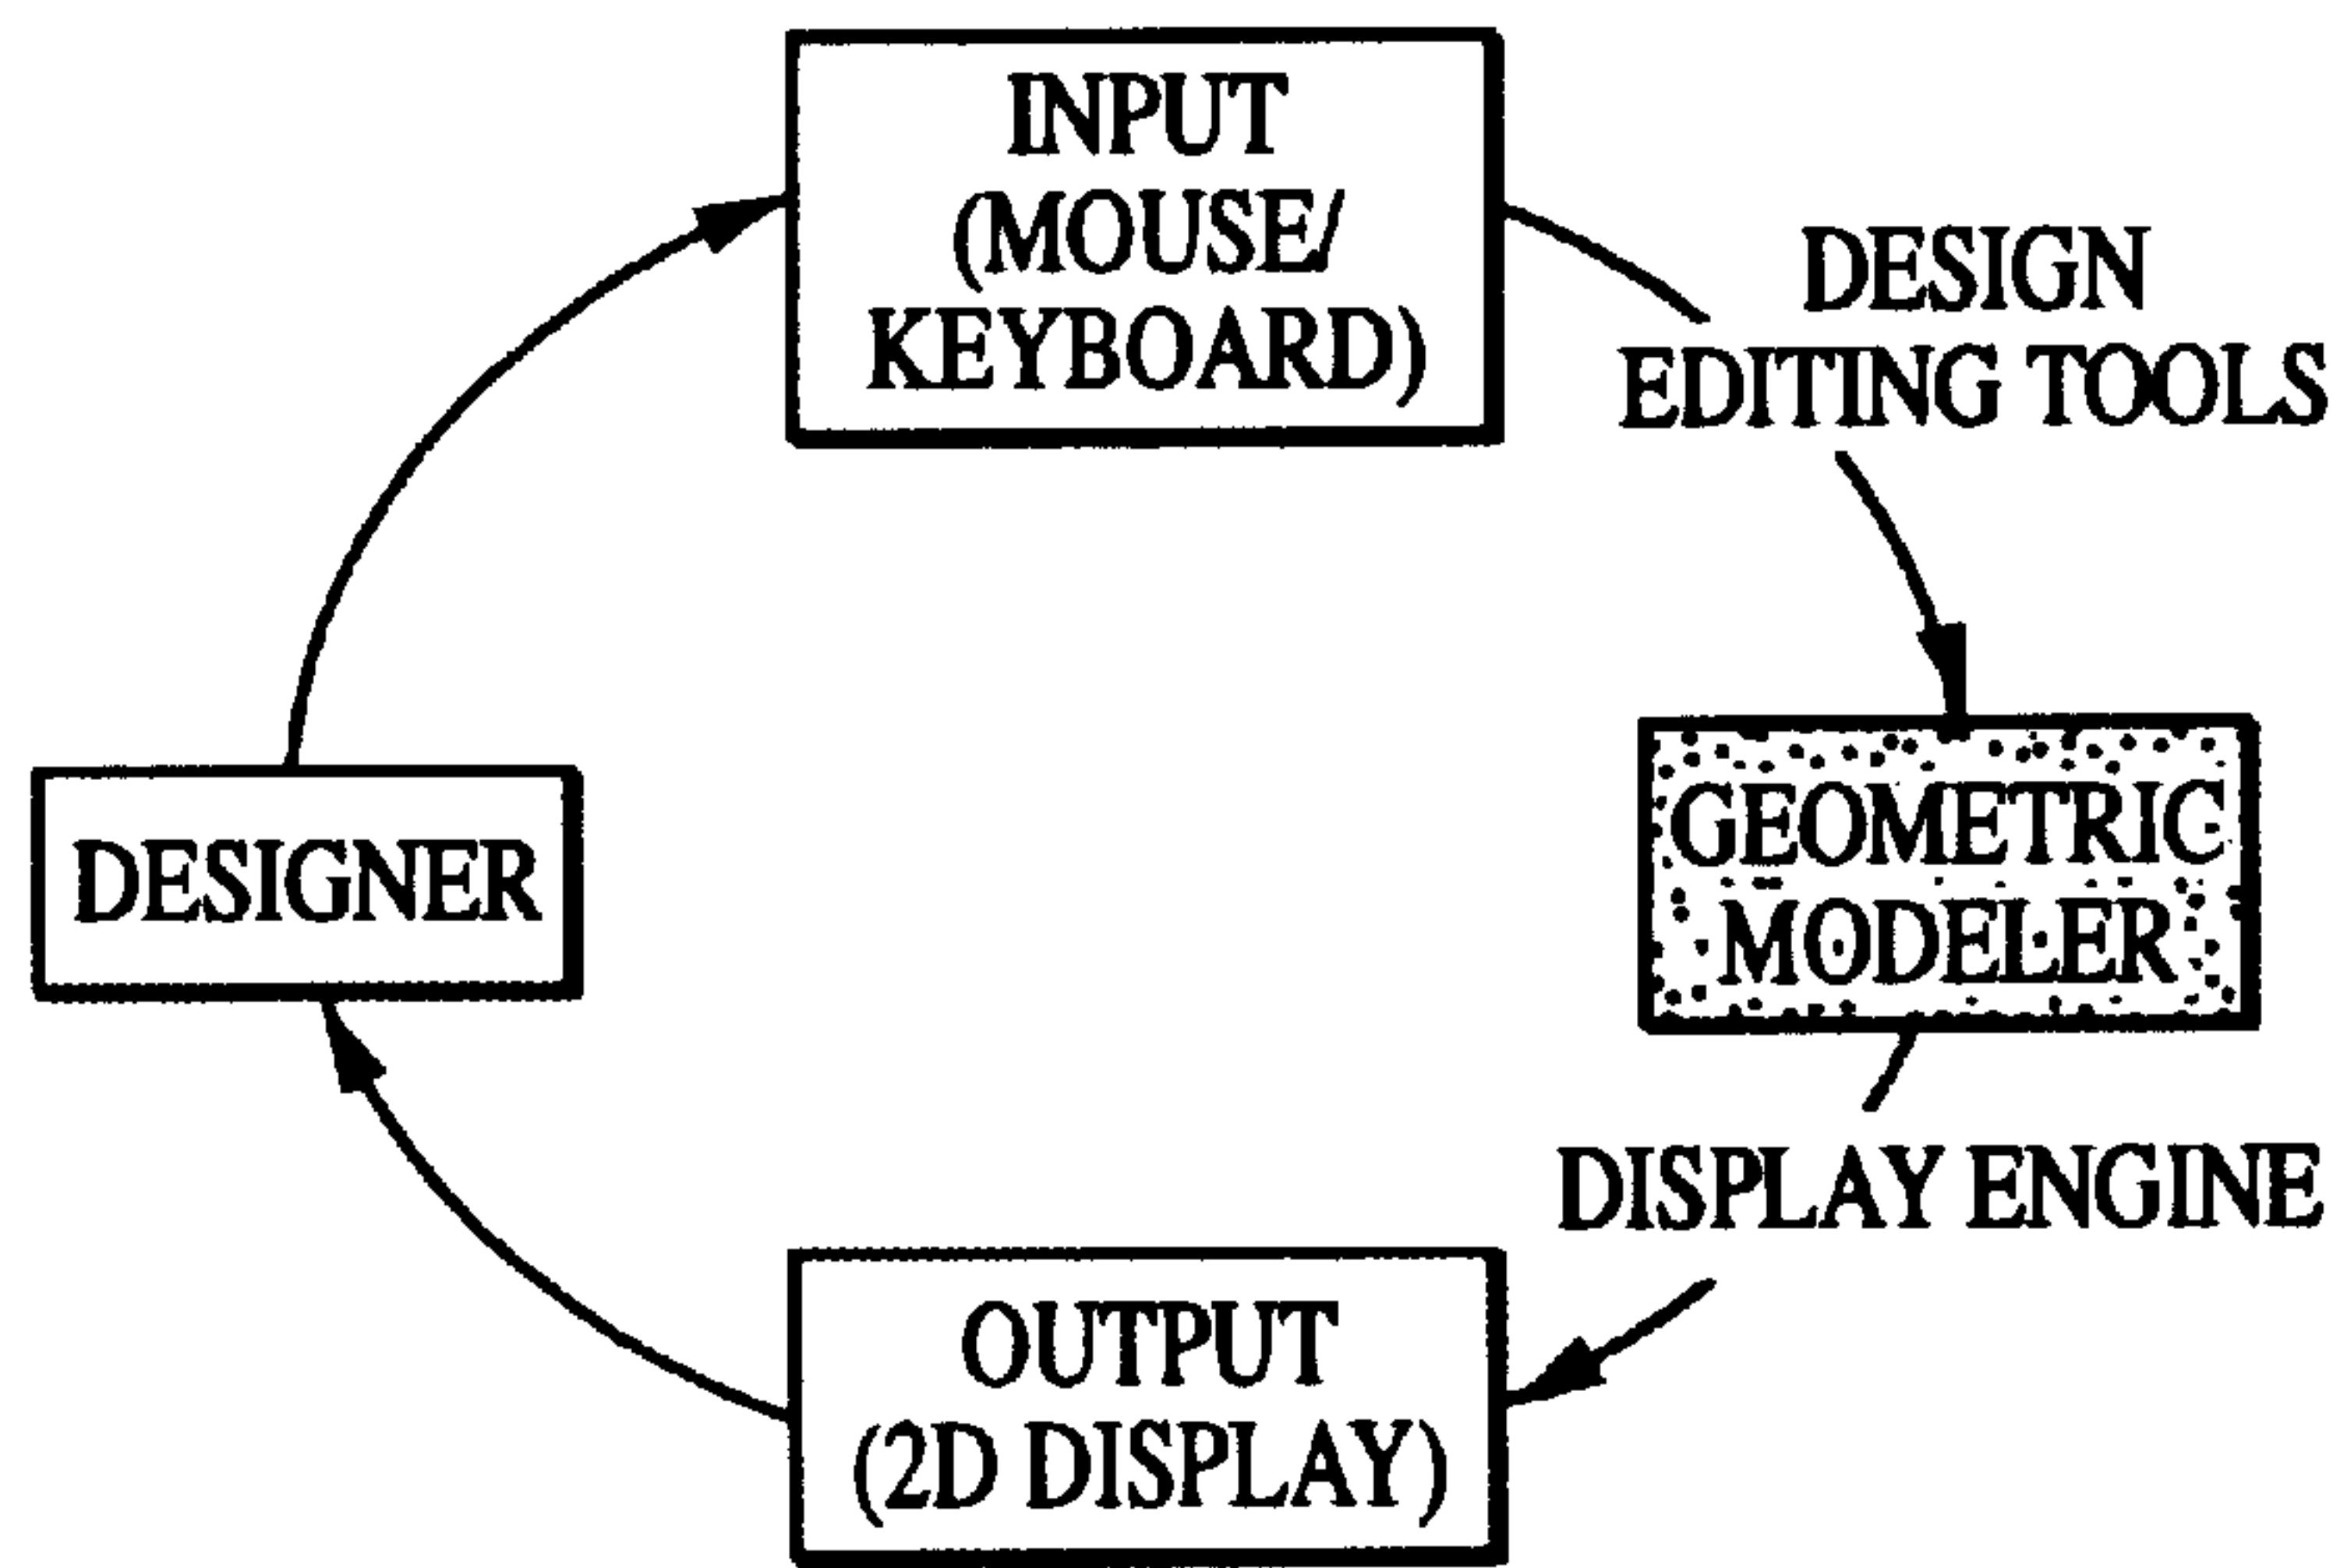 INPUT
(MOUSE/
KEYBOARD)
DESIGN
EDITING TOOLS
GEOMETRIC
MODELER
DESIGNER
DISPLAY ENGINE
OUTPUT
(2D DISPLAY)